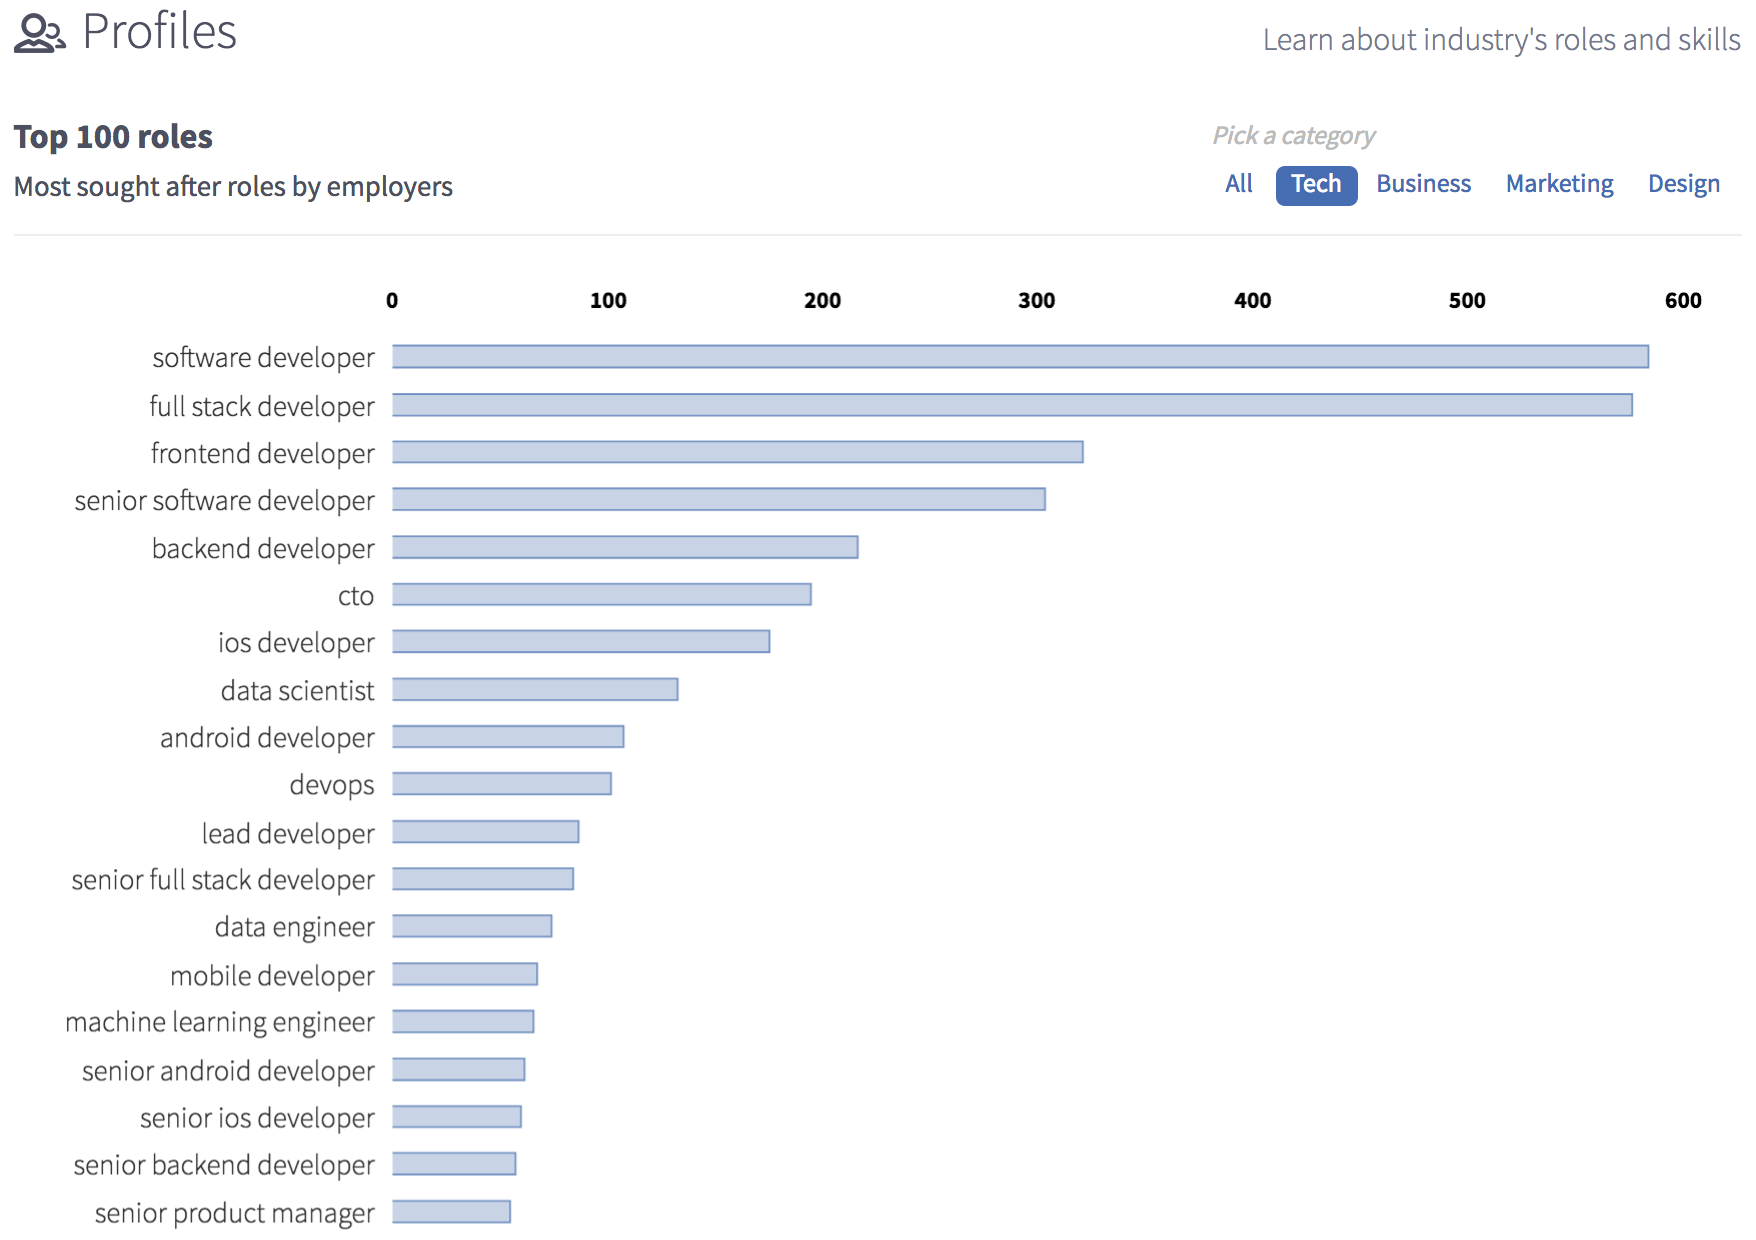 Profiles
Learn about industry's roles and skills
Top 100 roles
Pick a category
Most sought after roles by employers
All Tech Business Marketing Design
0 100 200 300 400 500 600
software developer
full stack developer
frontend developer
senior software developer
backend developer
cto
ios developer
data scientist
android developer
devops
lead developer
senior full stack developer
data engineer
mobile developer
machine learning engineer
senior android developer
senior ios developer
senior backend developer
senior product manager